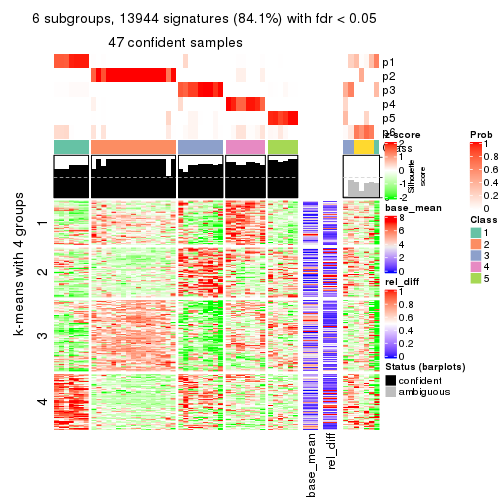 6 subgroups, 13944 signatures (84.1%) with fdr < 0.05
47 confident samples
p1
p2
p3
p4
p5
p6
Class
Silhouette
score
k-means with 4 groups
1
2
3
4
base_mean
rel_diff
z-score
2
1
0
-1
-2
base_mean
8
6
4
2
0
rel_diff
1
0.8
0.6
0.4
0.2
0
Status (barplots)
confident
ambiguous
Prob
1
0.8
0.6
0.4
0.2
0
Class
1
2
3
4
5